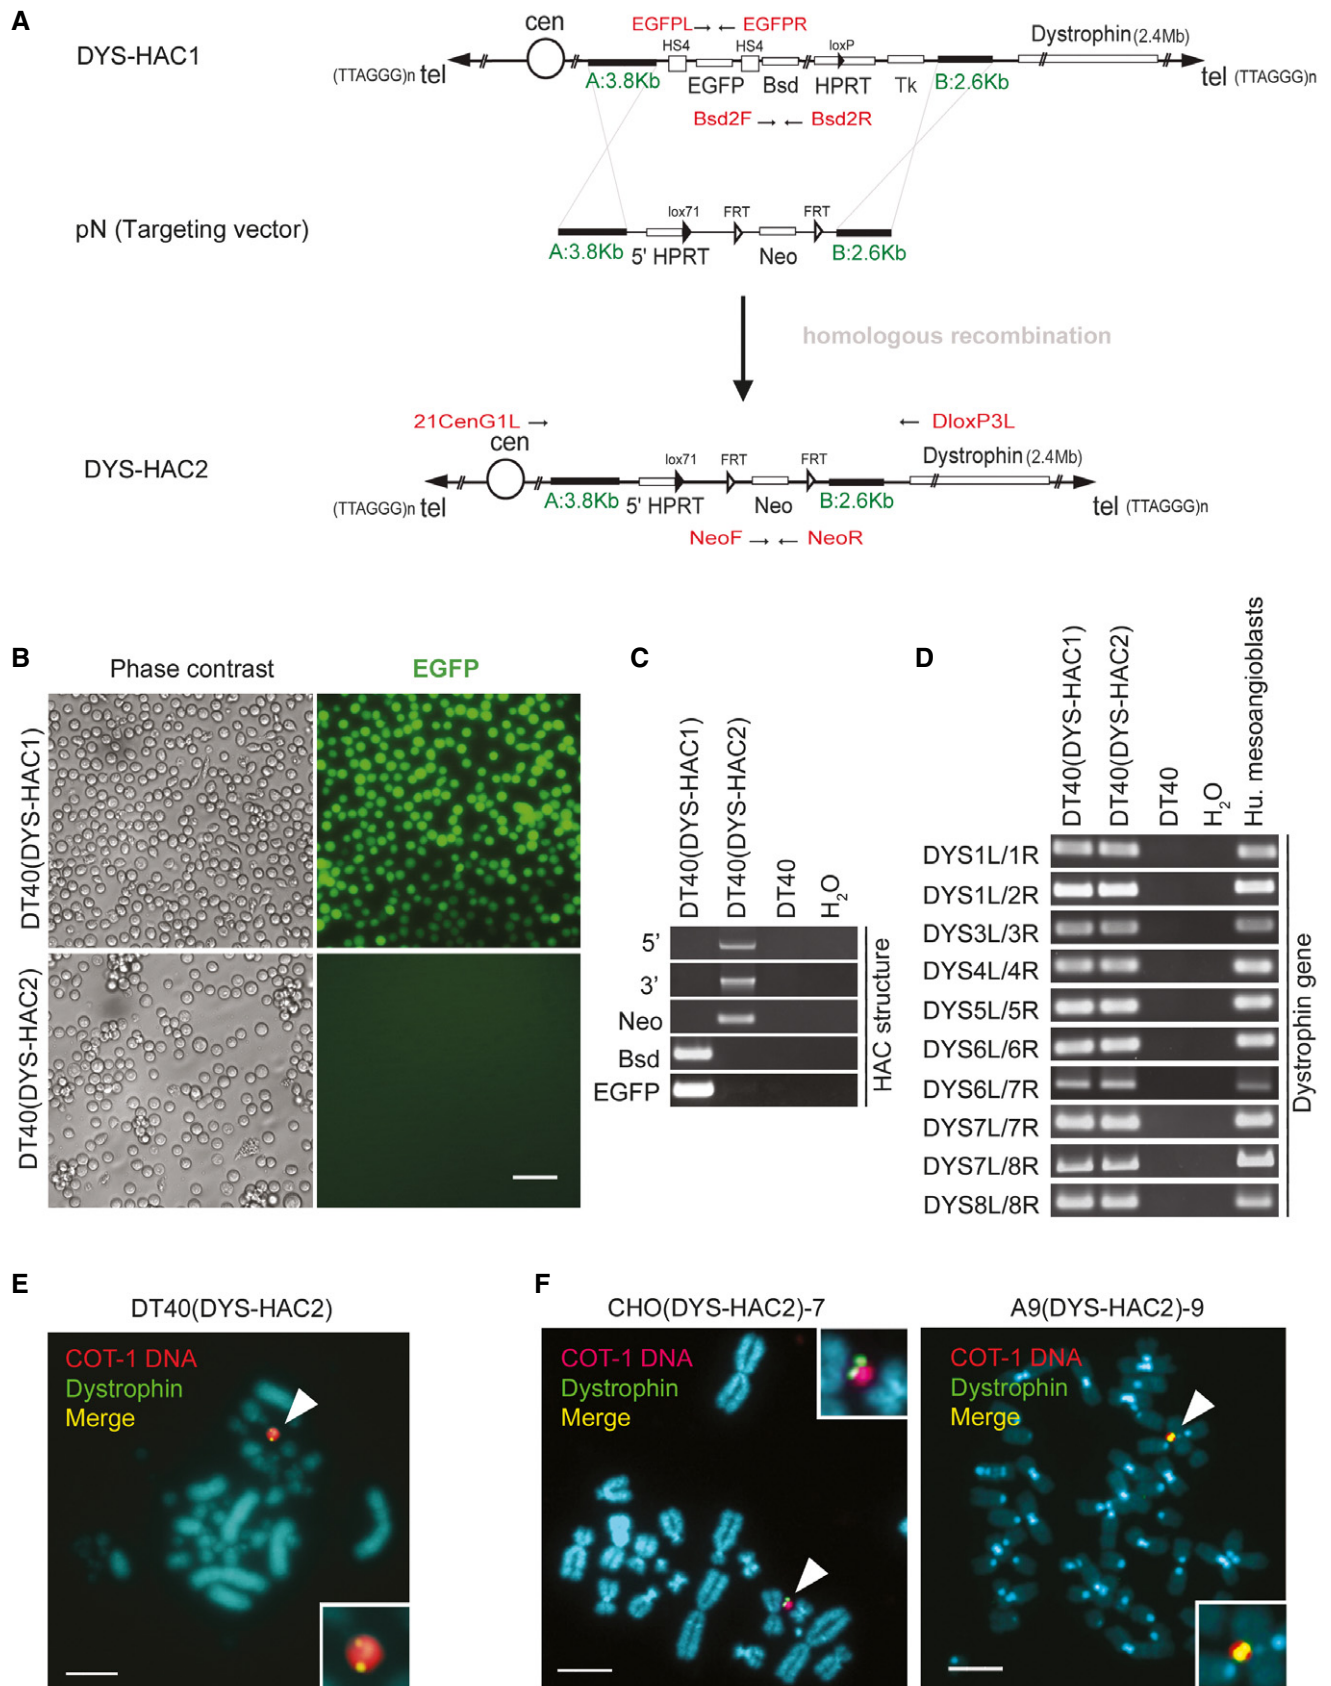 A
DYS-HAC1
cen
EGFPL EGFPR
HS4 HS4 loxP
Dystrophin (2.4Mb)
(TTAGGG)n tel
A:3.8Kb EGFP Bsd HPRT Tk B:2.6Kb
tel (TTAGGG)n
Bsd2F Bsd2R
pN (Targeting vector)
lox71 FRT FRT
A:3.8Kb 5' HPRT Neo B:2.6Kb
homologous recombination
21CenG1L DloxP3L
DYS-HAC2
cen
lox71 FRT FRT
Dystrophin (2.4Mb)
(TTAGGG)n tel
A:3.8Kb 5' HPRT Neo B:2.6Kb
tel (TTAGGG)n
NeoF NeoR
B
Phase contrast EGFP
DT40(DYS-HAC1)
DT40(DYS-HAC2)
C
DT40(DYS-HAC1)
DT40(DYS-HAC2)
DT40
H₂O
5’
3’
Neo
Bsd
EGFP
HAC structure
D
DT40(DYS-HAC1)
DT40(DYS-HAC2)
DT40
H₂O
Hu. mesoangioblasts
DYS1L/1R
DYS1L/2R
DYS3L/3R
DYS4L/4R
DYS5L/5R
DYS6L/6R
DYS6L/7R
DYS7L/7R
DYS7L/8R
DYS8L/8R
Dystrophin gene
E
DT40(DYS-HAC2)
COT-1 DNA
Dystrophin
Merge
F
CHO(DYS-HAC2)-7
COT-1 DNA
Dystrophin
Merge
A9(DYS-HAC2)-9
COT-1 DNA
Dystrophin
Merge